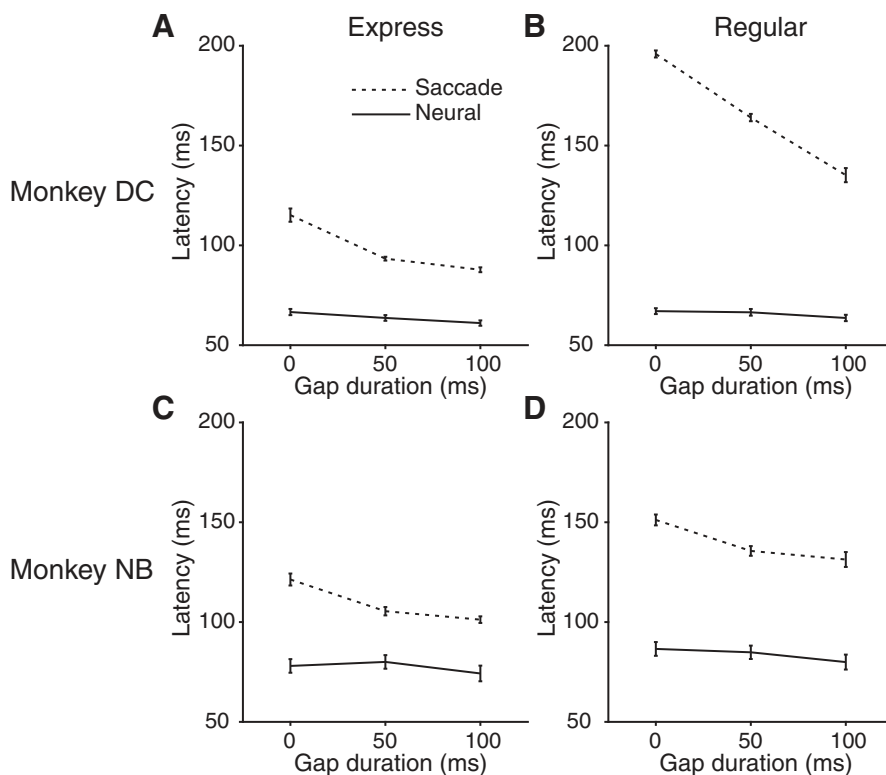 A
Express
B
Regular
Monkey DC
Latency (ms)
200
150
100
50
Saccade
Neural
0
50
100
Gap duration (ms)
Latency (ms)
200
150
100
50
0
50
100
Gap duration (ms)
C
D
Monkey NB
Latency (ms)
200
150
100
50
0
50
100
Gap duration (ms)
Latency (ms)
200
150
100
50
0
50
100
Gap duration (ms)